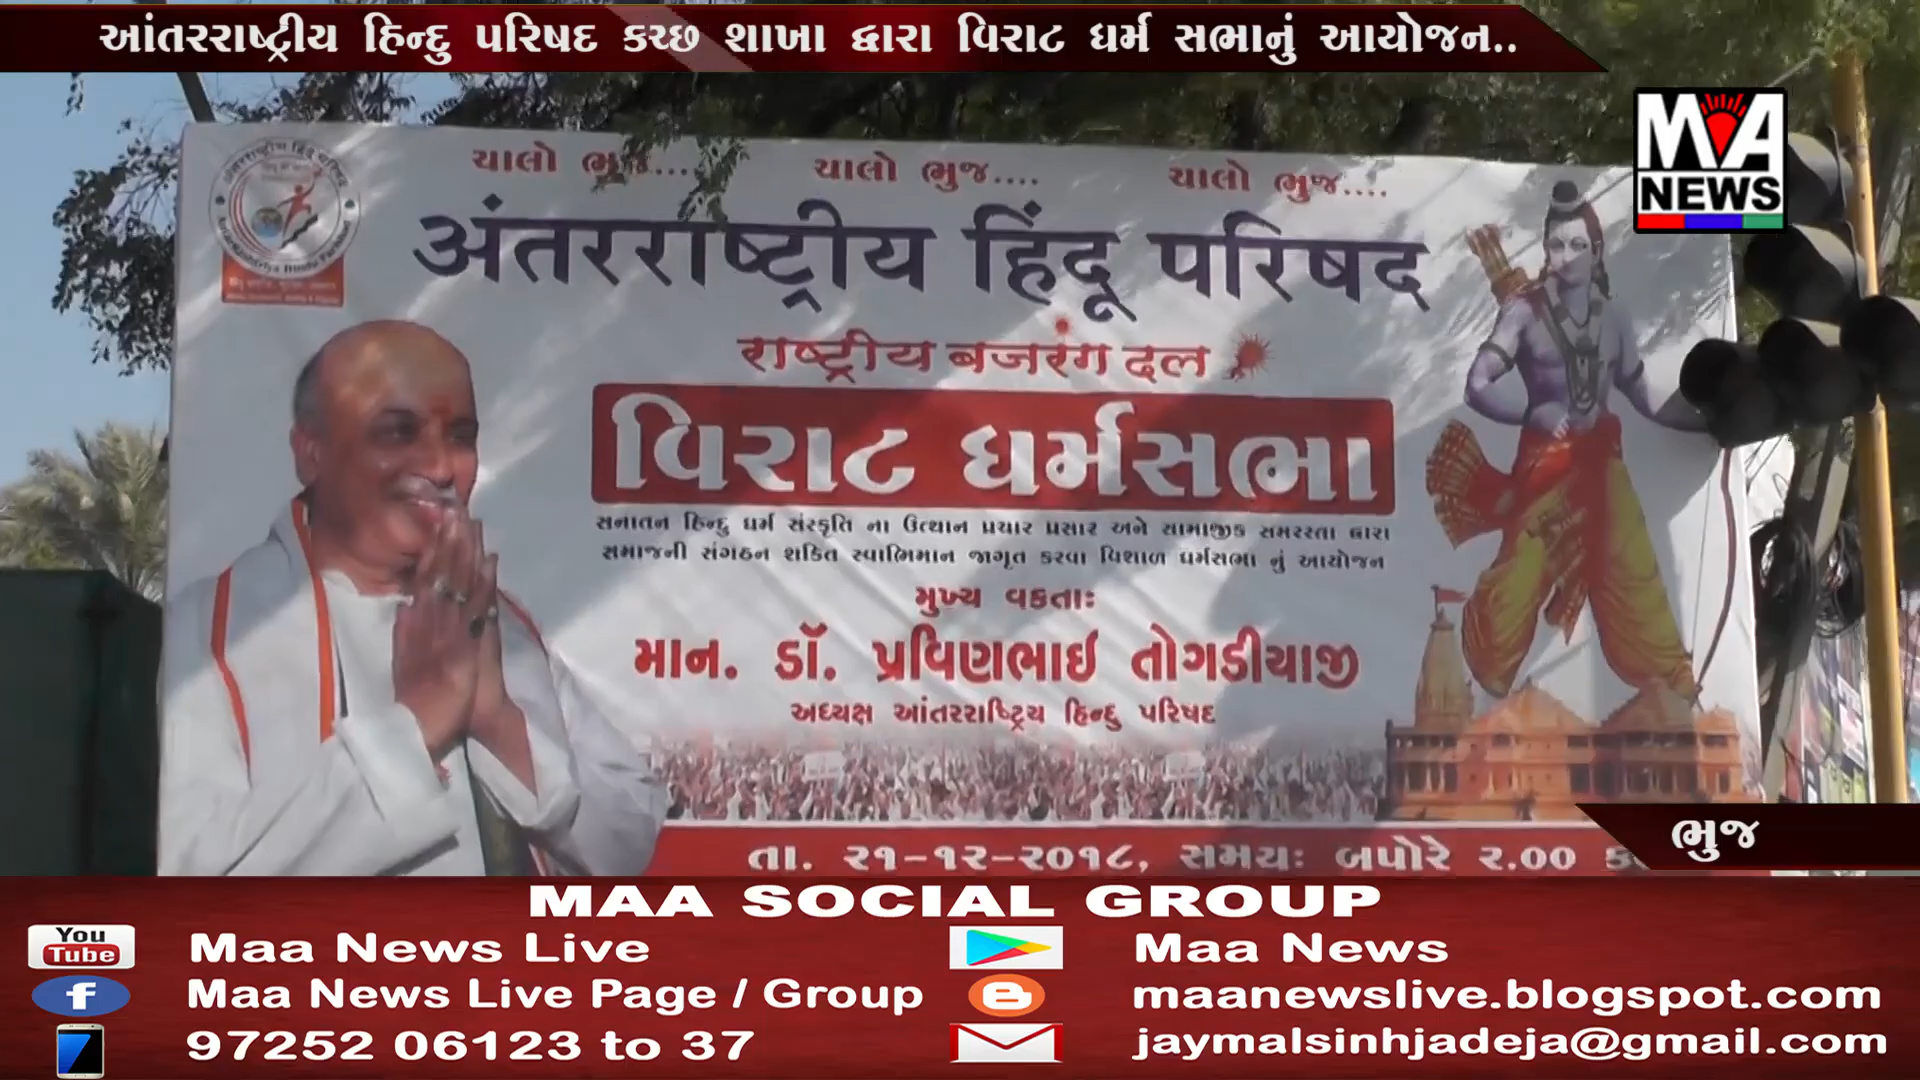 આંતરરાષ્ટ્રીય હિન્દુ પરિષદ કચ્છ શાખા દ્વારા વિરાટ ધર્મ સભાનું આયોજન..
MAA
NEWS
ચાલો ભુજ.... ચાલો ભુજ.... ચાલો ભુજ....
अंतरराष्ट्रीय हिंदू परिषद
राष्ट्रीय बजरंग दल
વિરાટ ધર્મસભા
સનાતન હિન્દુ ધર્મ સંસ્કૃતિ ના ઉત્થાન પ્રચાર પ્રસાર અને સામાજીક સમરસ્તા દ્વારા
સમાજની સંગઠન શકિત સ્વાભિમાન જાગૃત કરવા વિશાળ ધર્મસભા નું આયોજન
મુખ્ય વકતાઃ
માન. ડૉ. પ્રવિણભાઇ તોગડીયાજી
અધ્યક્ષ આંતરરાષ્ટ્રિય હિન્દુ પરિષદ
તા. ૨૧-૧૨-૨૦૧૮, સમયઃ બપોરે ૨.૦૦
ભુજ
MAA SOCIAL GROUP
You Tube Maa News Live
Maa News
f Maa News Live Page / Group
maanewslive.blogspot.com
97252 06123 to 37
jaymalsinhjadeja@gmail.com